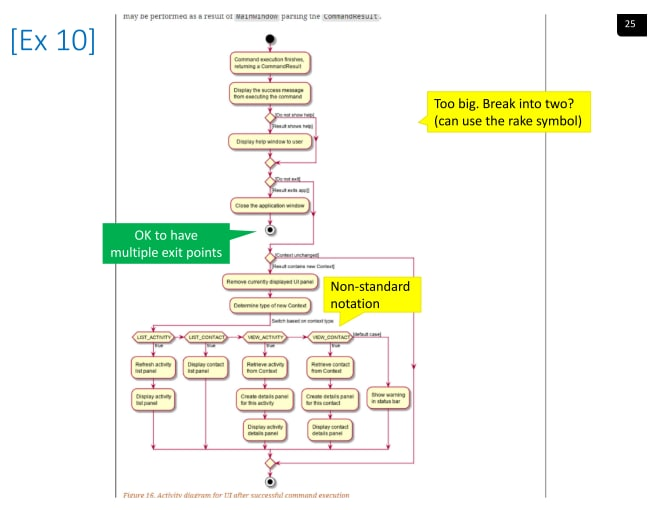 may be performed as a result of MainWindow parsing the CommandResult.
[Ex 10]
25
Command execution finishes,
returning a CommandResult
Display the success message
from executing the command
[Do not show help]
[Result shows help]
Too big. Break into two?
(can use the rake symbol)
Display help window to user
[Do not exit]
[Result exits app]
Close the application window
OK to have
multiple exit points
[Context unchanged]
[Result contains new Context]
Remove currently displayed UI panel
Non-standard
notation
Determine type of new Context
Switch based on context type
LIST_ACTIVITY
LIST_CONTACT
VIEW_ACTIVITY
VIEW_CONTACT
[default case]
true
true
true
true
Refresh activity
list panel
Display contact
list panel
Retrieve activity
from Context
Retrieve contact
from Context
Display activity
list panel
Create details panel
for this activity
Create details panel
for this contact
Show warning
in status bar
Display activity
details panel
Display contact
details panel
Figure 16. Activity diagram for UI after successful command execution